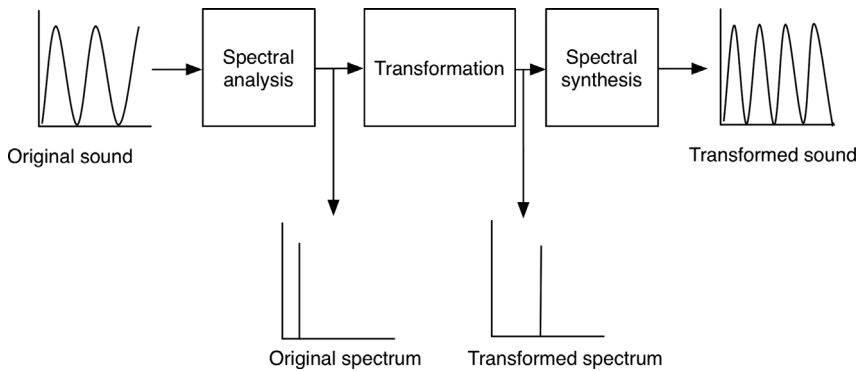 Spectral
analysis
Transformation
Spectral
synthesis
Original sound
Transformed sound
Original spectrum
Transformed spectrum